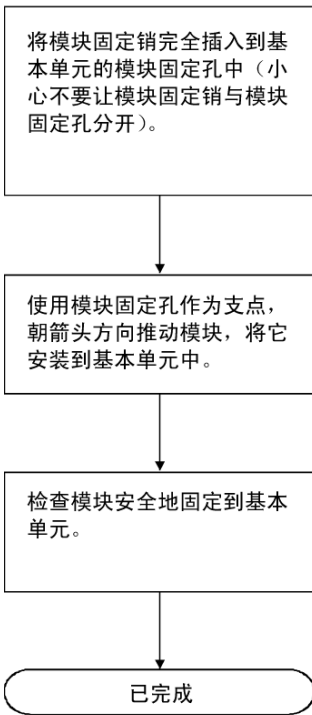 将模块固定销完全插入到基
本单元的模块固定孔中（小
心不要让模块固定销与模块
固定孔分开）。
使用模块固定孔作为支点，
朝箭头方向推动模块，将它
安装到基本单元中。
检查模块安全地固定到基本
单元。
已完成